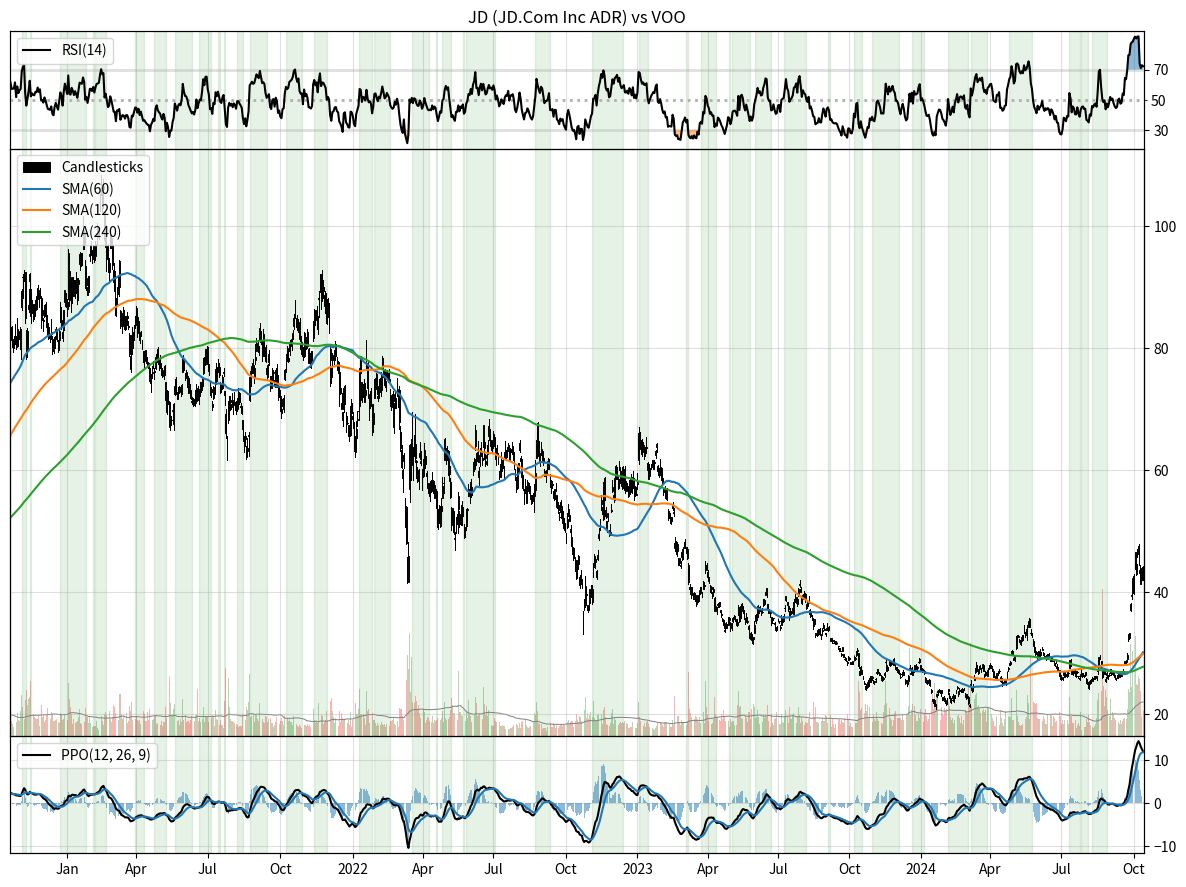 JD (JD.Com Inc ADR) vs VOO
RSI(14)
70
50
30
Candlesticks
SMA(60)
SMA(120)
SMA(240)
100
80
60
40
20
PPO(12, 26, 9)
10
0
−10
Jan Apr Jul Oct 2022 Apr Jul Oct 2023 Apr Jul Oct 2024 Apr Jul Oct